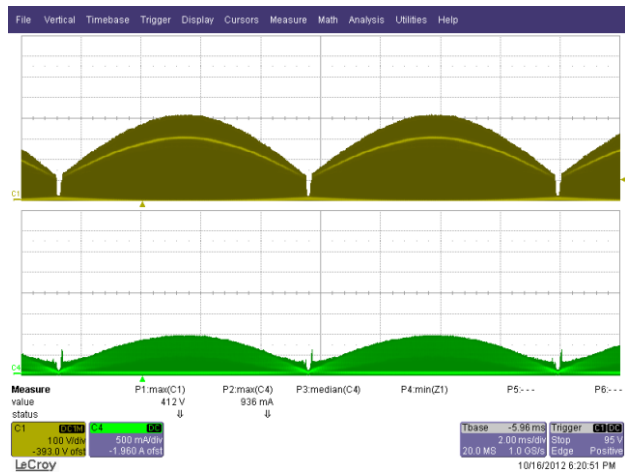 File Vertical Timebase Trigger Display Cursors Measure Math Analysis Utilities Help
C1
C4
Measure P1:max(C1) P2:max(C4) P3:median(C4) P4:min(Z1) P5:--- P6:---
value 412 V 936 mA
status
C1 DC1M C4 DC Tbase -5.96 ms Trigger C1 DC
100 V/div 500 mA/div 2.00 ms/div Stop 95 V
-393.0 V ofst -1.960 A ofst 20.0 MS 1.0 GS/s Edge Positive
LeCroy 10/16/2012 6:20:51 PM